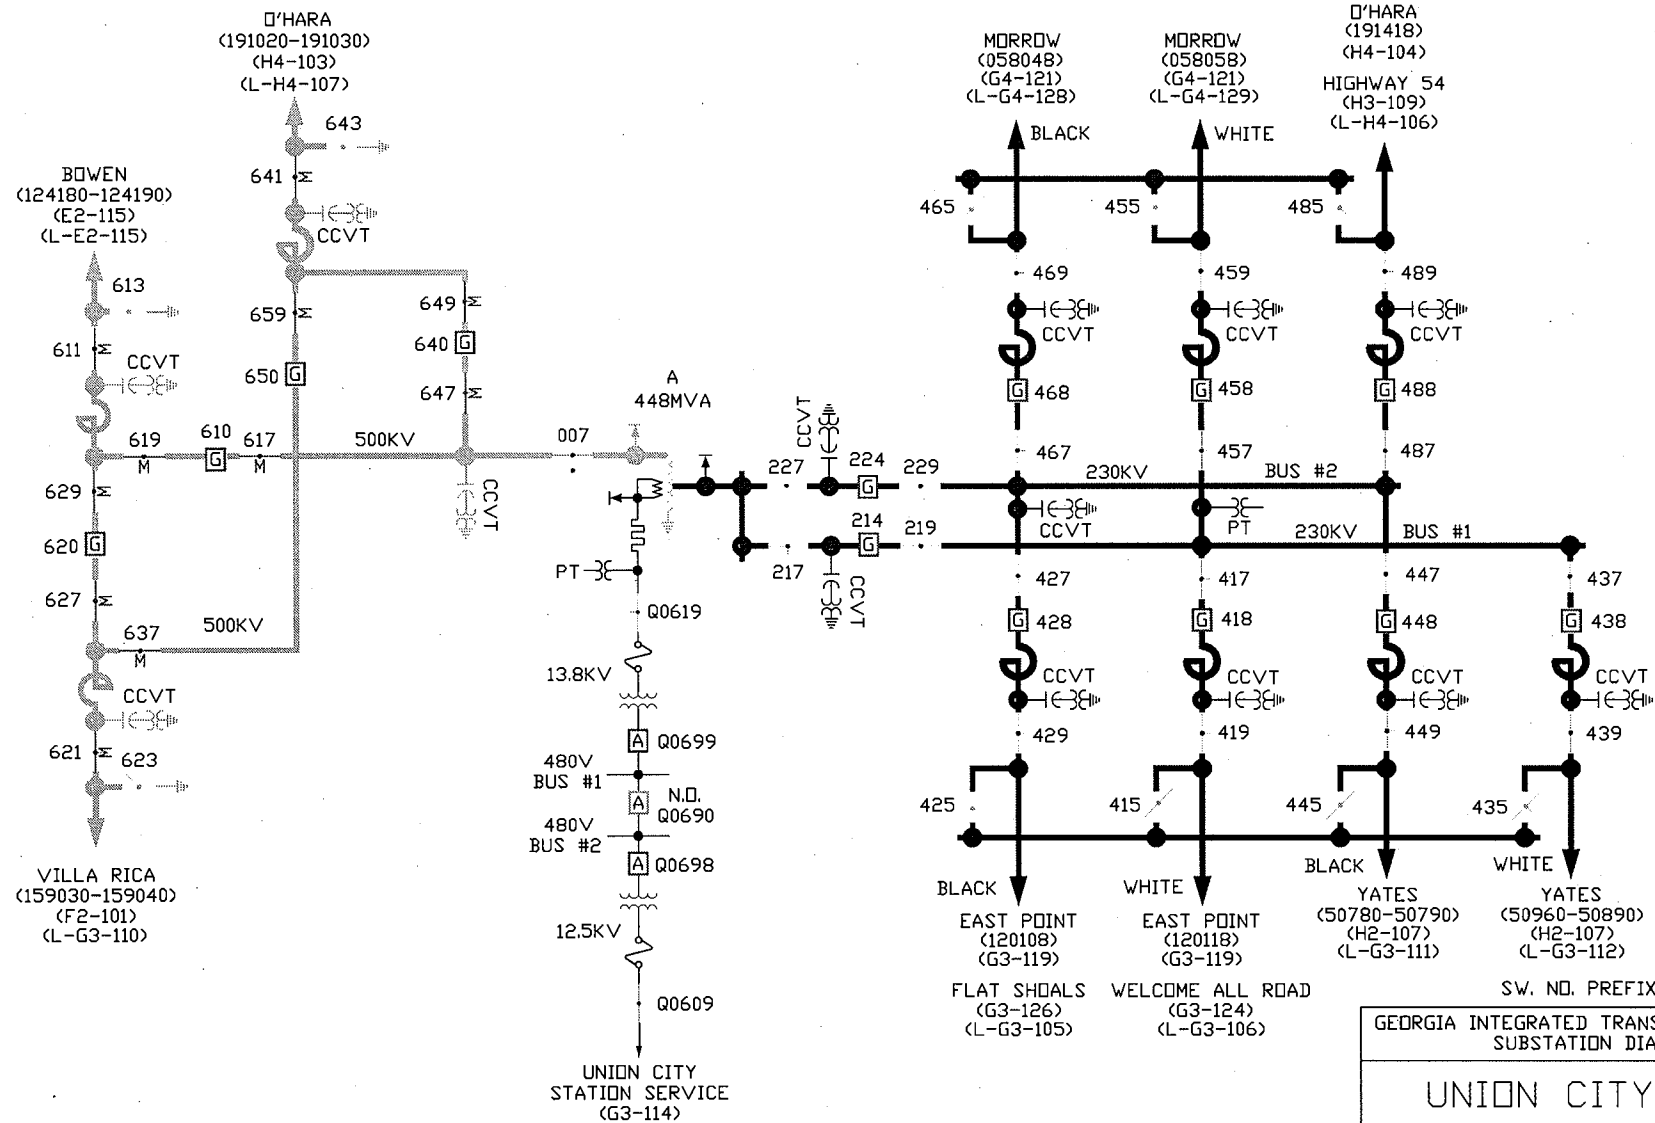 O'HARA
(191020-191030)
(H4-103)
(L-H4-107)
643
641
CCVT
BOWEN
(124180-124190)
(E2-115)
(L-E2-115)
613
611
CCVT
659
650
649
640
647
619
610
617
M
M
500KV
007
A
448MVA
629
620
627
CCVT
637
M
500KV
CCVT
621
623
VILLA RICA
(159030-159040)
(F2-101)
(L-G3-110)
PT
Q0619
13.8KV
Q0699
480V
BUS #1
N.O.
Q0690
480V
BUS #2
Q0698
12.5KV
Q0609
UNION CITY
STATION SERVICE
(G3-114)
227
CCVT
224
229
214
219
217
CCVT
MORROW
(058048)
(G4-121)
(L-G4-128)
BLACK
MORROW
(058058)
(G4-121)
(L-G4-129)
WHITE
O'HARA
(191418)
(H4-104)
HIGHWAY 54
(H3-109)
(L-H4-106)
465
455
485
469
459
489
CCVT
CCVT
CCVT
468
458
488
467
457
487
230KV
BUS #2
CCVT
PT
230KV
BUS #1
427
417
447
437
428
418
448
438
CCVT
CCVT
CCVT
CCVT
429
419
449
439
425
415
445
435
BLACK
WHITE
BLACK
WHITE
EAST POINT
(120108)
(G3-119)
FLAT SHOALS
(G3-126)
(L-G3-105)
EAST POINT
(120118)
(G3-119)
WELCOME ALL ROAD
(G3-124)
(L-G3-106)
YATES
(50780-50790)
(H2-107)
(L-G3-111)
YATES
(50960-50890)
(H2-107)
(L-G3-112)
SW. NO. PREFIX
GEORGIA INTEGRATED TRANS
SUBSTATION DIA
UNION CITY